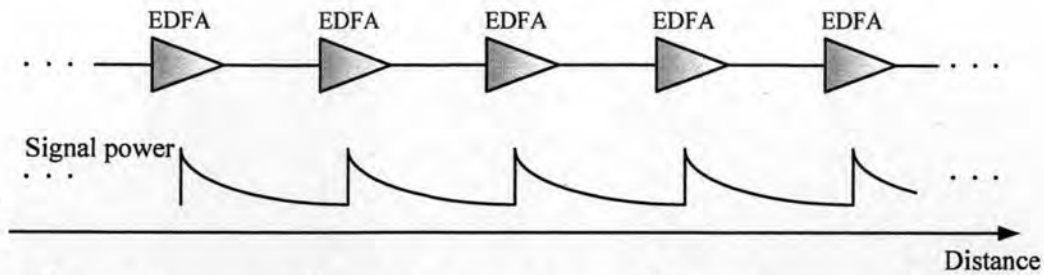 EDFA EDFA EDFA EDFA EDFA
. . . . . .
Signal power
. . . . . .
Distance